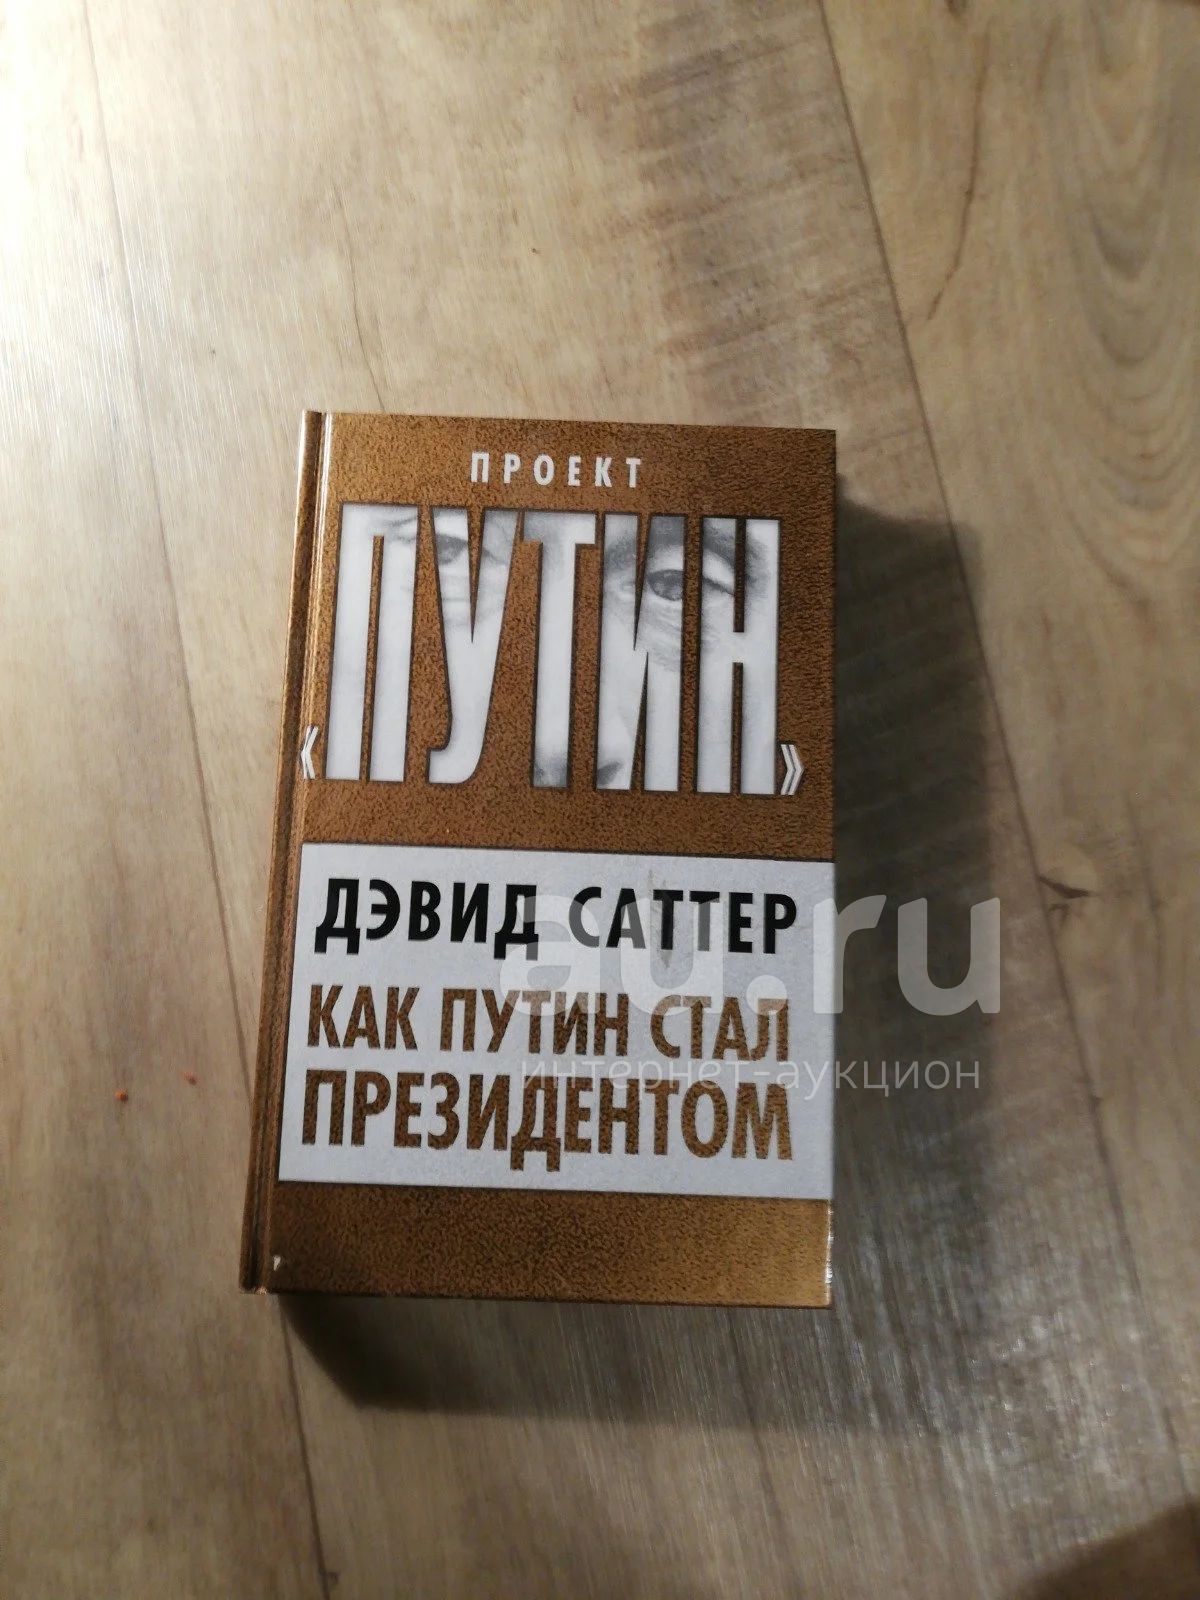 ПРОЕКТ
«ПУТИН»
ДЭВИД САТТЕР
КАК ПУТИН СТАЛ
ПРЕЗИДЕНТОМ
au.ru
интернет-аукцион